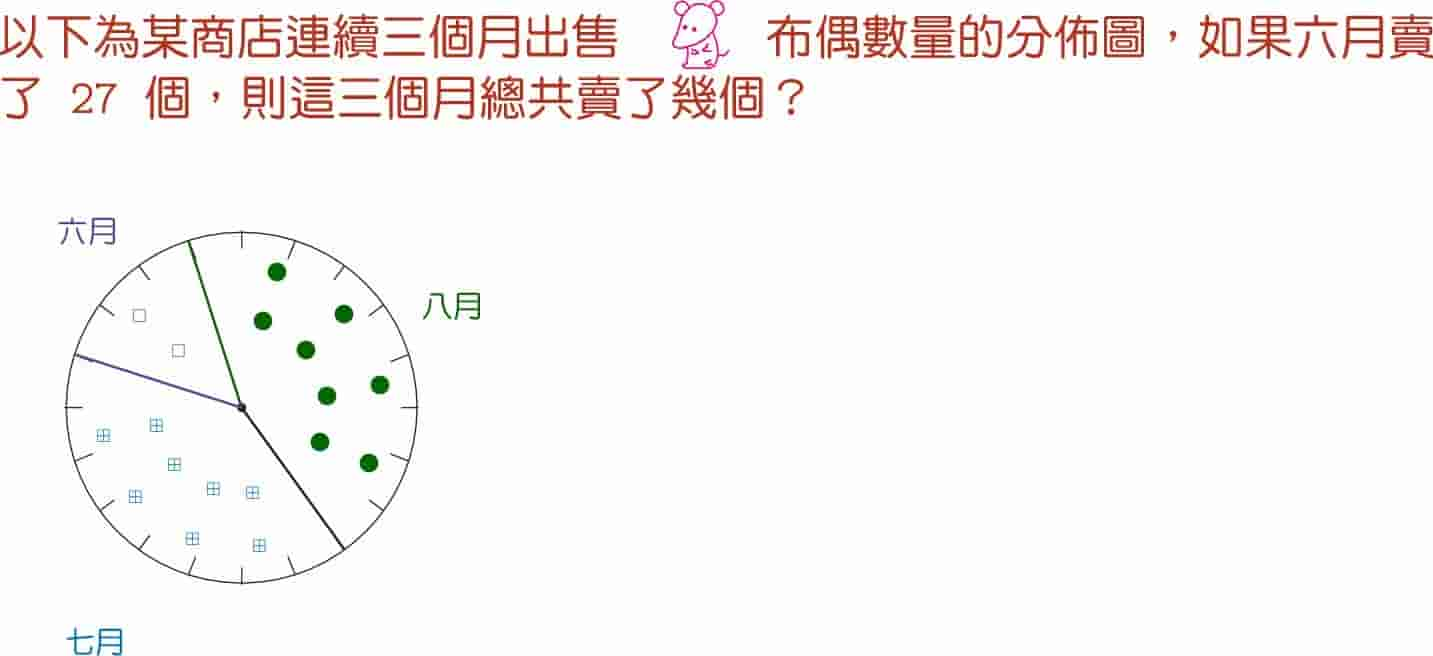 以下為某商店連續三個月出售 布偶數量的分佈圖，如果六月賣
了 27 個，則這三個月總共賣了幾個？
六月
八月
七月